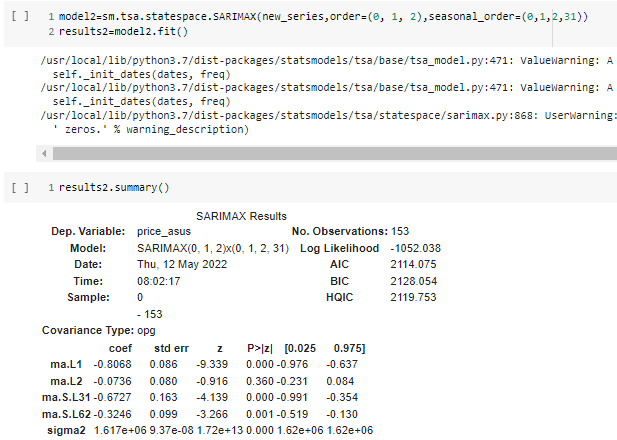 [ ] 1 model2=sm.tsa.statespace.SARIMAX(new_series,order=(0, 1, 2),seasonal_order=(0,1,2,31))
2 results2=model2.fit()
/usr/local/lib/python3.7/dist-packages/statsmodels/tsa/base/tsa_model.py:471: ValueWarning: A
self._init_dates(dates, freq)
/usr/local/lib/python3.7/dist-packages/statsmodels/tsa/base/tsa_model.py:471: ValueWarning: A
self._init_dates(dates, freq)
/usr/local/lib/python3.7/dist-packages/statsmodels/tsa/statespace/sarimax.py:868: UserWarning:
' zeros.' % warning_description)
[ ] 1 results2.summary()
SARIMAX Results
Dep. Variable: price_asus No. Observations: 153
Model: SARIMAX(0, 1, 2)x(0, 1, 2, 31) Log Likelihood -1052.038
Date: Thu, 12 May 2022 AIC 2114.075
Time: 08:02:17 BIC 2128.054
Sample: 0 HQIC 2119.753
- 153
Covariance Type: opg
coef std err z P>|z| [0.025 0.975]
ma.L1 -0.8068 0.086 -9.339 0.000 -0.976 -0.637
ma.L2 -0.0736 0.080 -0.916 0.360 -0.231 0.084
ma.S.L31 -0.6727 0.163 -4.139 0.000 -0.991 -0.354
ma.S.L62 -0.3246 0.099 -3.266 0.001 -0.519 -0.130
sigma2 1.617e+06 9.37e-08 1.72e+13 0.000 1.62e+06 1.62e+06